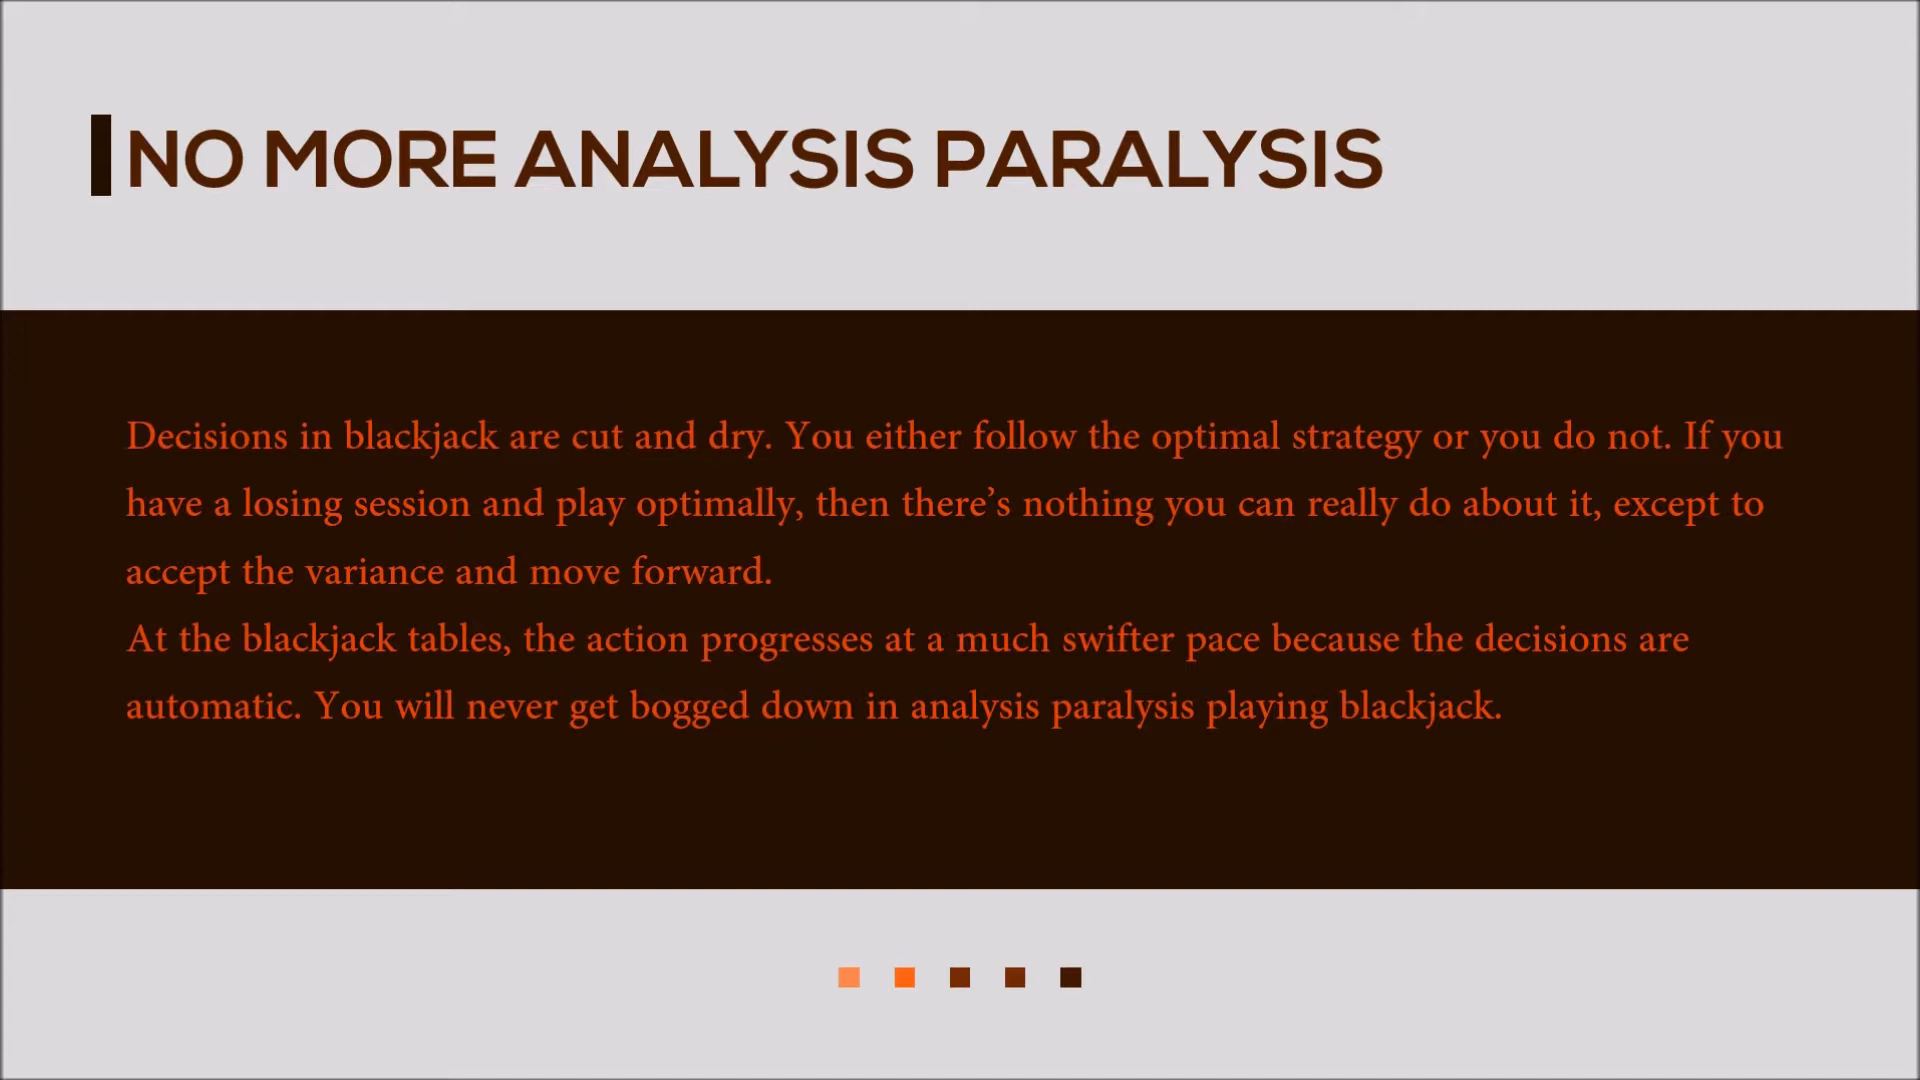 NO MORE ANALYSIS PARALYSIS
Decisions in blackjack are cut and dry. You either follow the optimal strategy or you do not. If you
have a losing session and play optimally, then there’s nothing you can really do about it, except to
accept the variance and move forward.
At the blackjack tables, the action progresses at a much swifter pace because the decisions are
automatic. You will never get bogged down in analysis paralysis playing blackjack.